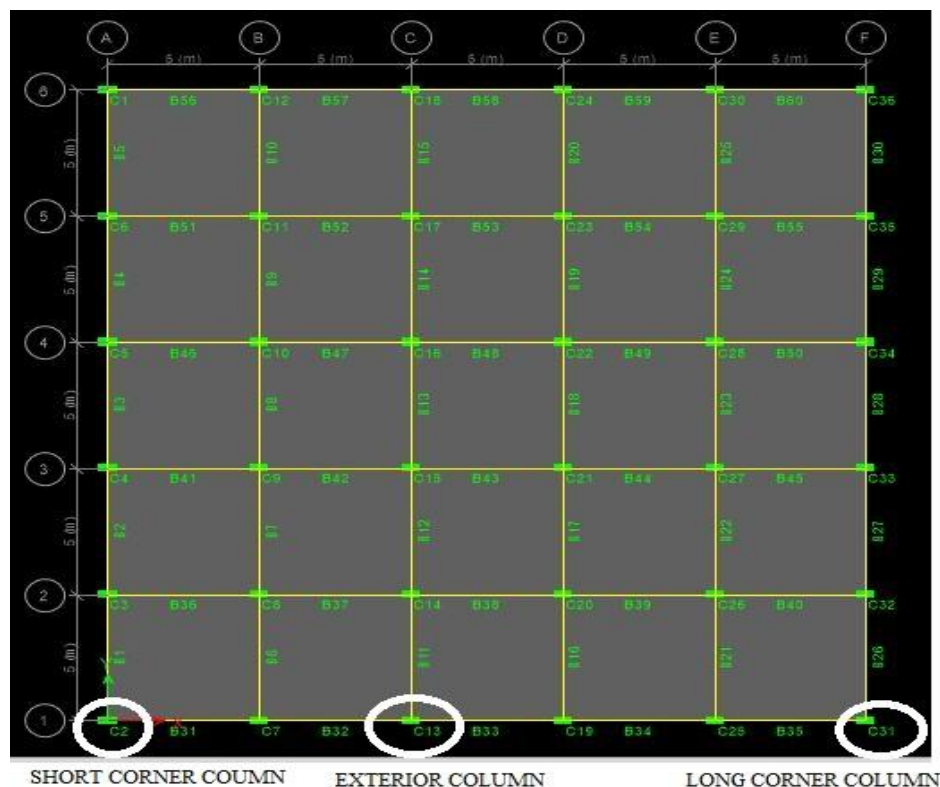 A B C D E F
5 (m) 5 (m) 5 (m) 5 (m) 5 (m)
6
C1 B56 C12 B57 C18 B58 C24 B59 C30 B60 C36
5 (m) B5 B10 B15 B20 B25 B30
5
C6 B51 C11 B52 C17 B53 C23 B54 C29 B55 C35
5 (m) B4 B9 B14 B19 B24 B29
4
C5 B46 C10 B47 C16 B48 C22 B49 C28 B50 C34
5 (m) B3 B8 B13 B18 B23 B28
3
C4 B41 C9 B42 C15 B43 C21 B44 C27 B45 C33
5 (m) B2 B7 B12 B17 B22 B27
2
C3 B36 C8 B37 C14 B38 C20 B39 C26 B40 C32
5 (m) B1 B6 B11 B16 B21 B26
Y
1 X
C2 B31 C7 B32 C13 B33 C19 B34 C25 B35 C31
SHORT CORNER COUMN EXTERIOR COLUMN LONG CORNER COLUMN